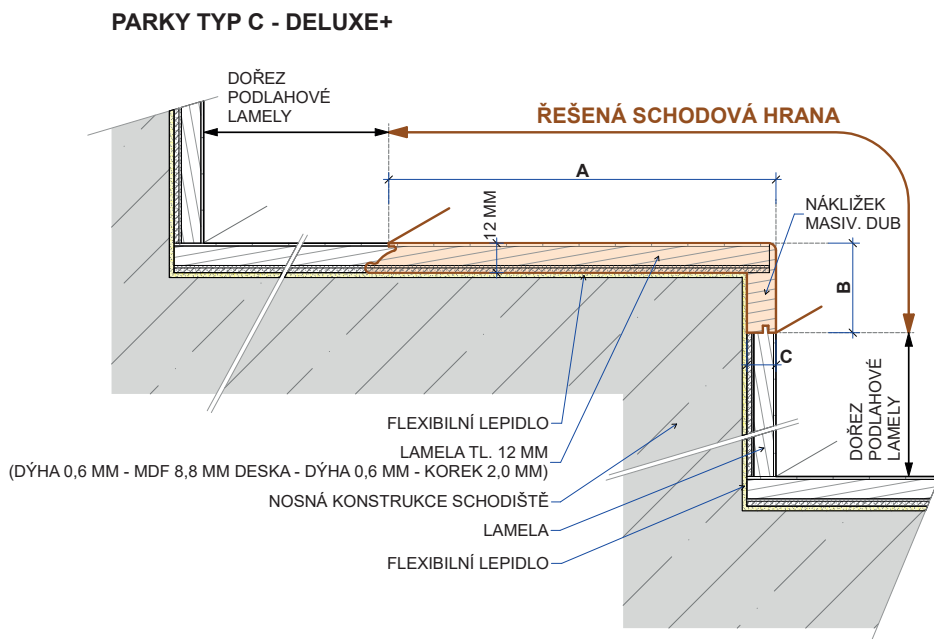 PARKY TYP C - DELUXE+
DOŘEZ
PODLAHOVÉ
LAMELY
ŘEŠENÁ SCHODOVÁ HRANA
A
12 MM
NÁKLIŽEK
MASIV. DUB
B
C
DOŘEZ
PODLAHOVÉ
LAMELY
FLEXIBILNÍ LEPIDLO
LAMELA TL. 12 MM
(DÝHA 0,6 MM - MDF 8,8 MM DESKA - DÝHA 0,6 MM - KOREK 2,0 MM)
NOSNÁ KONSTRUKCE SCHODIŠTĚ
LAMELA
FLEXIBILNÍ LEPIDLO